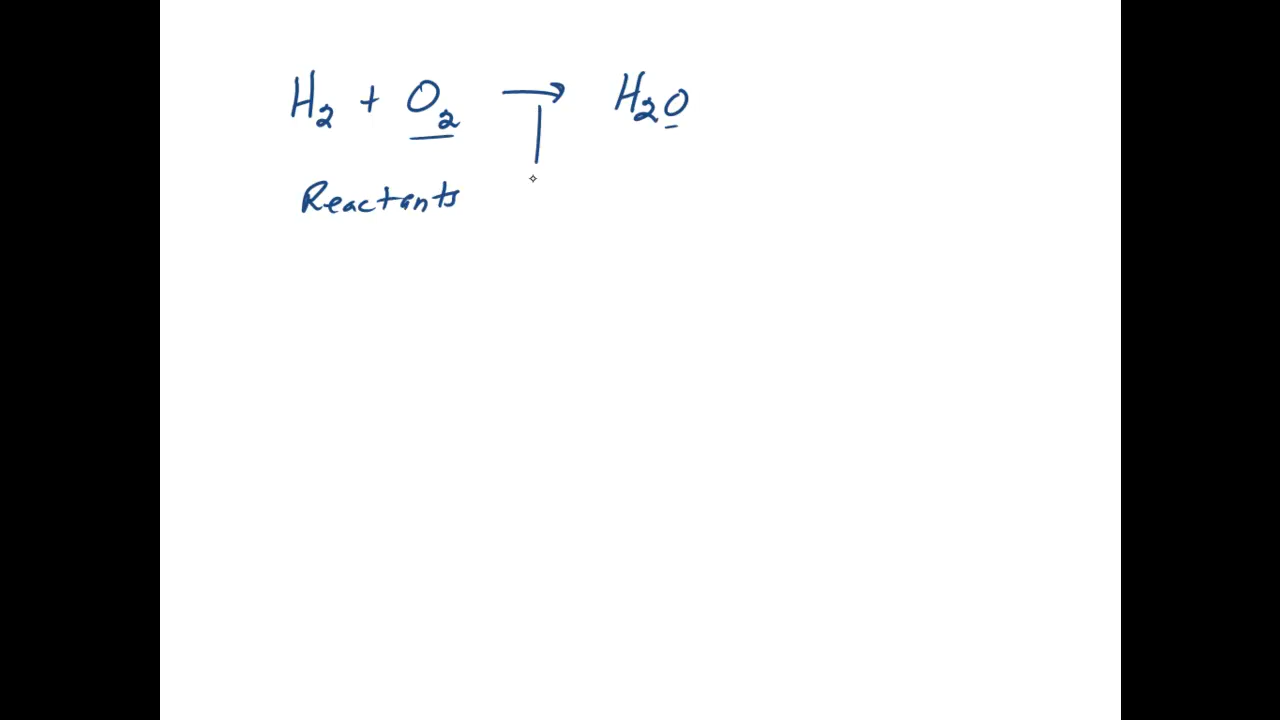 H₂ + O₂ → H₂O
Reactants